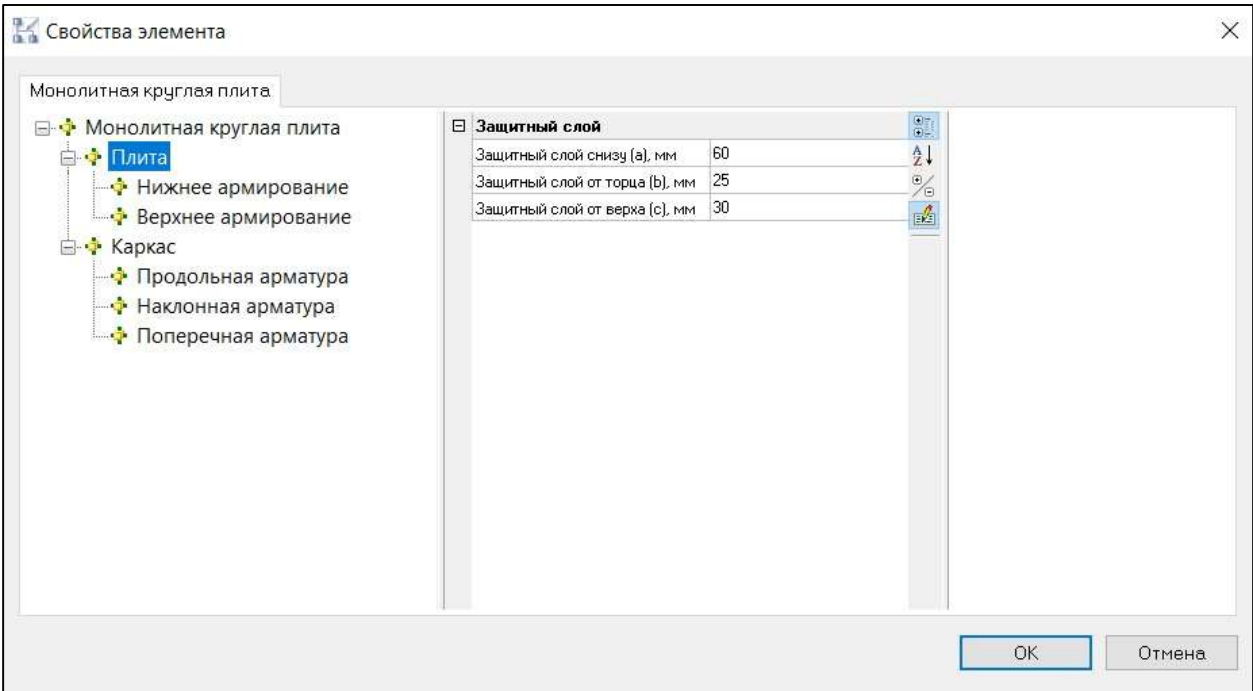 Свойства элемента
Монолитная круглая плита
Монолитная круглая плита
Плита
Нижнее армирование
Верхнее армирование
Каркас
Продольная арматура
Наклонная арматура
Поперечная арматура
Защитный слой
Защитный слой снизу (a), мм 60
Защитный слой от торца (b), мм 25
Защитный слой от верха (c), мм 30
OK Отмена